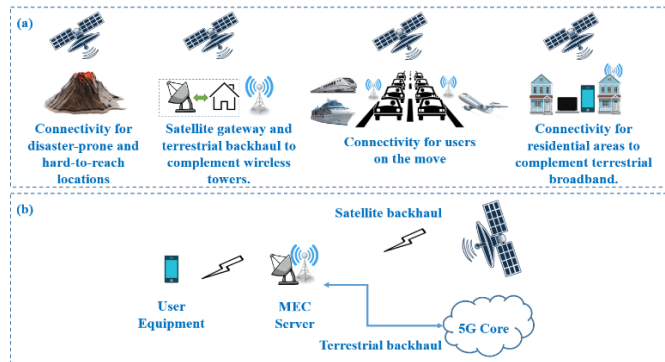 (a)
Connectivity for
disaster-prone and
hard-to-reach
locations
Satellite gateway and
terrestrial backhaul to
complement wireless
towers.
Connectivity for users
on the move
Connectivity for
residential areas to
complement terrestrial
broadband.
(b)
Satellite backhaul
User
Equipment
MEC
Server
5G Core
Terrestrial backhaul